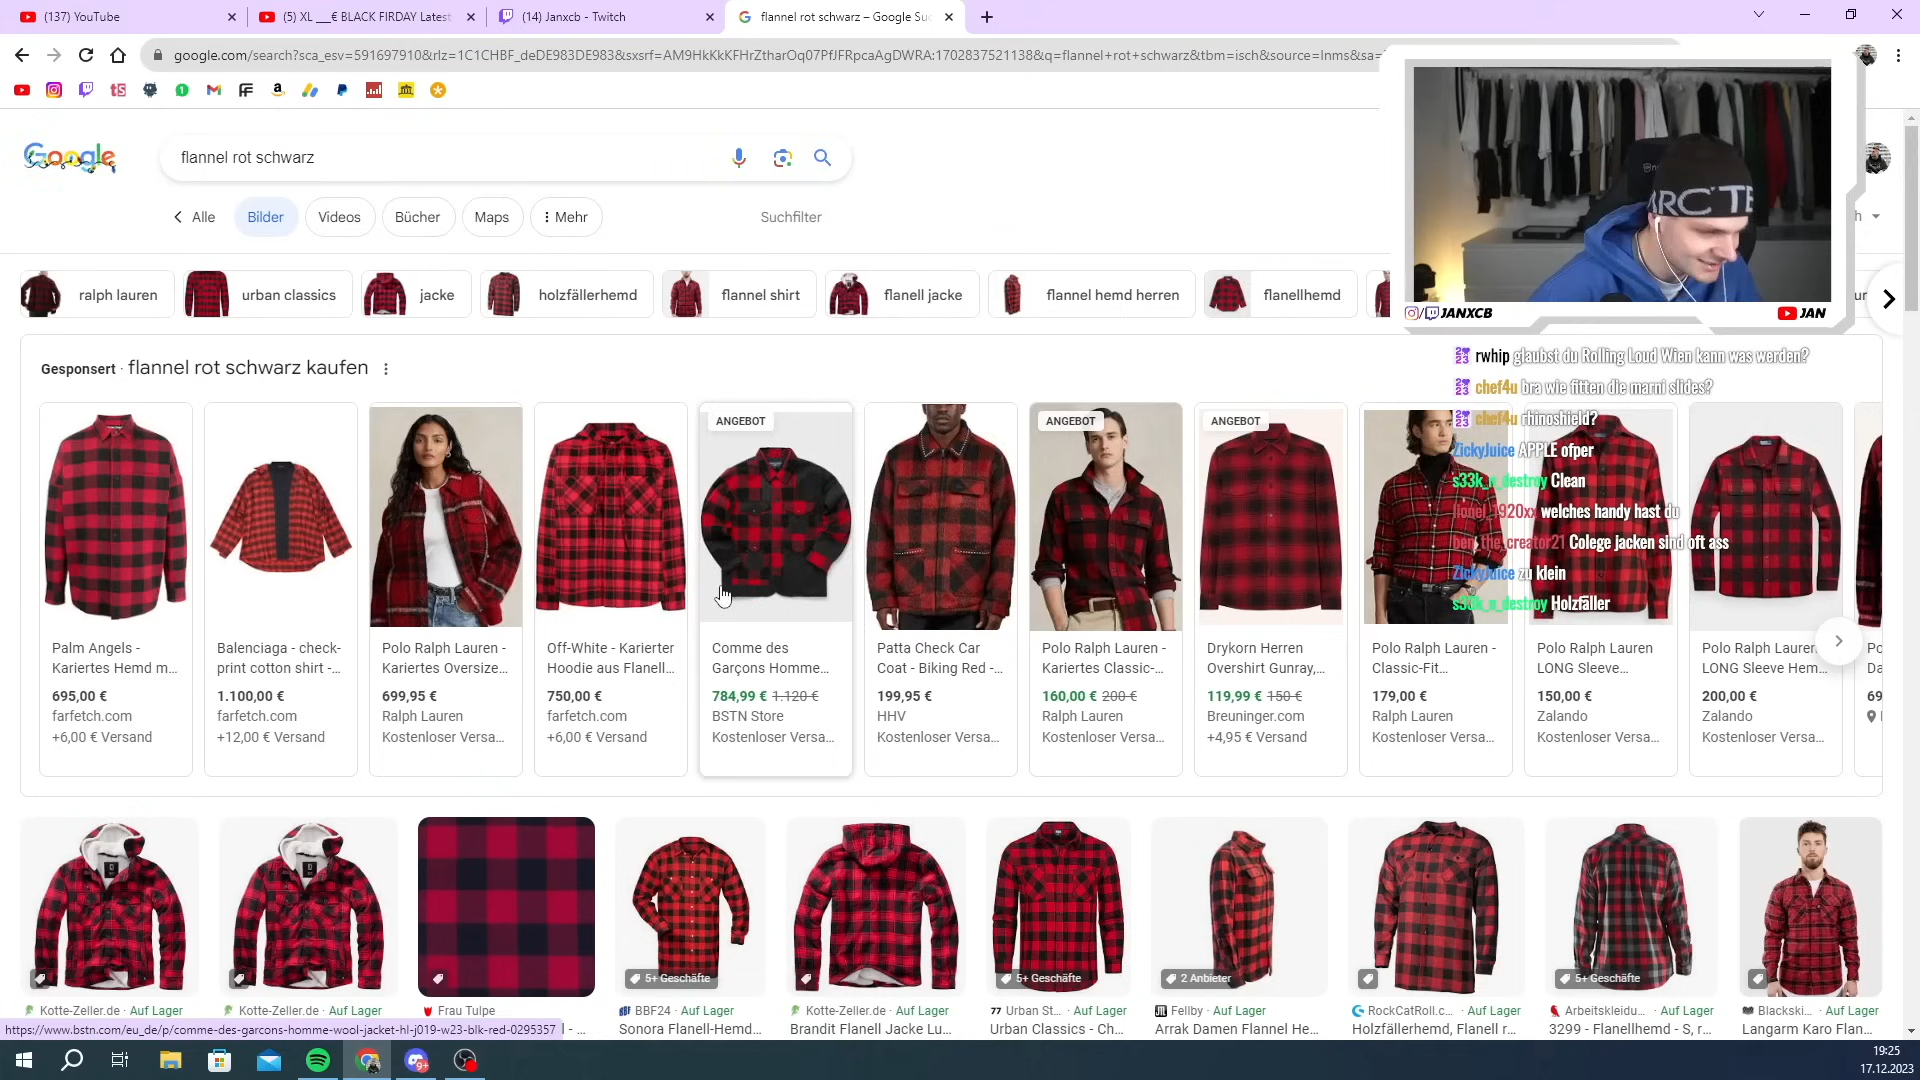 (137) YouTube
(5) XL ___€ BLACK FIRDAY Latest
(14) Janxcb - Twitch
flannel rot schwarz – Google Suc
google.com/search?sca_esv=591697910&rlz=1C1CHBF_deDE983DE983&sxsrf=AM9HkKkKFHrZtharOq07PfJFRpcaAgDWRA:1702837521138&q=flannel+rot+schwarz&tbm=isch&source=lnms&sa=
Google
flannel rot schwarz
Alle
Bilder
Videos
Bücher
Maps
Mehr
Suchfilter
ARC'TE
ralph lauren
urban classics
jacke
holzfällerhemd
flannel shirt
flanell jacke
flannel hemd herren
flanellhemd
/ JANXCB
JAN
Gesponsert · flannel rot schwarz kaufen
rwhip glaubst du Rolling Loud Wien kann was werden?
chef4u bra wie fitten die marni slides?
chef4u rhinoshield?
ZickyJuice APPLE ofper
s33k_n_destroy Clean
lionel_1920xx welches handy hast du
ben_the_creator21 Colege jacken sind oft ass
ZickyJuice zu klein
s33k_n_destroy Holzfäller
ANGEBOT
ANGEBOT
ANGEBOT
Palm Angels -
Kariertes Hemd m...
695,00 €
farfetch.com
+6,00 € Versand
Balenciaga - check-
print cotton shirt -...
1.100,00 €
farfetch.com
+12,00 € Versand
Polo Ralph Lauren -
Kariertes Oversize...
699,95 €
Ralph Lauren
Kostenloser Versa...
Off-White - Karierter
Hoodie aus Flanell...
750,00 €
farfetch.com
+6,00 € Versand
Comme des
Garçons Homme...
784,99 € 1.120 €
BSTN Store
Kostenloser Versa...
Patta Check Car
Coat - Biking Red -...
199,95 €
HHV
Kostenloser Versa...
Polo Ralph Lauren -
Kariertes Classic-...
160,00 € 200 €
Ralph Lauren
Kostenloser Versa...
Drykorn Herren
Overshirt Gunray,...
119,99 € 150 €
Breuninger.com
+4,95 € Versand
Polo Ralph Lauren -
Classic-Fit...
179,00 €
Ralph Lauren
Kostenloser Versa...
Polo Ralph Lauren
LONG Sleeve...
150,00 €
Zalando
Kostenloser Versa...
Polo Ralph Lauren
LONG Sleeve Hem...
200,00 €
Zalando
Kostenloser Versa...
Po
Da
69
5+ Geschäfte
5+ Geschäfte
2 Anbieter
5+ Geschäfte
Kotte-Zeller.de · Auf Lager
Kotte-Zeller.de · Auf Lager
Frau Tulpe
BBF24 · Auf Lager
Sonora Flanell-Hemd...
Kotte-Zeller.de · Auf Lager
Brandit Flanell Jacke Lu...
Urban St... · Auf Lager
Urban Classics - Ch...
Fellby · Auf Lager
Arrak Damen Flannel He...
RockCatRoll.c... · Auf Lager
Holzfällerhemd, Flanell r...
Arbeitskleidu... · Auf Lager
3299 - Flanellhemd - S, r...
Blackski... · Auf Lager
Langarm Karo Flan...
https://www.bstn.com/eu_de/p/comme-des-garcons-homme-wool-jacket-hl-j019-w23-blk-red-0295357
19:25
17.12.2023